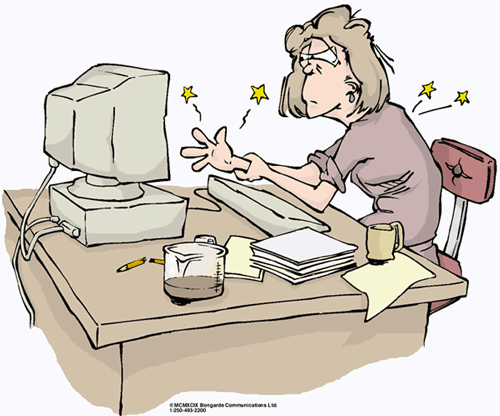 © MCMXCIX Bongarde Communications Ltd.
1-250-493-2200